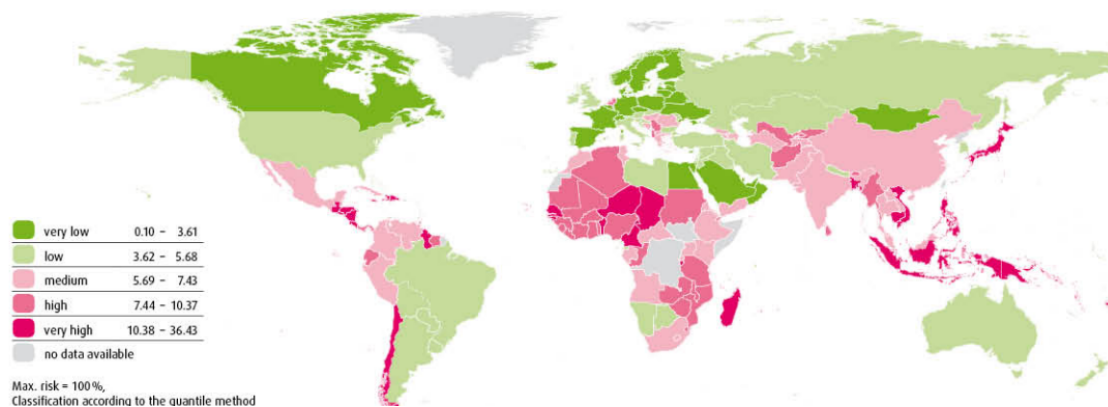 very low 0.10 – 3.61
low 3.62 – 5.68
medium 5.69 – 7.43
high 7.44 – 10.37
very high 10.38 – 36.43
no data available
Max. risk = 100%,
Classification according to the quantile method